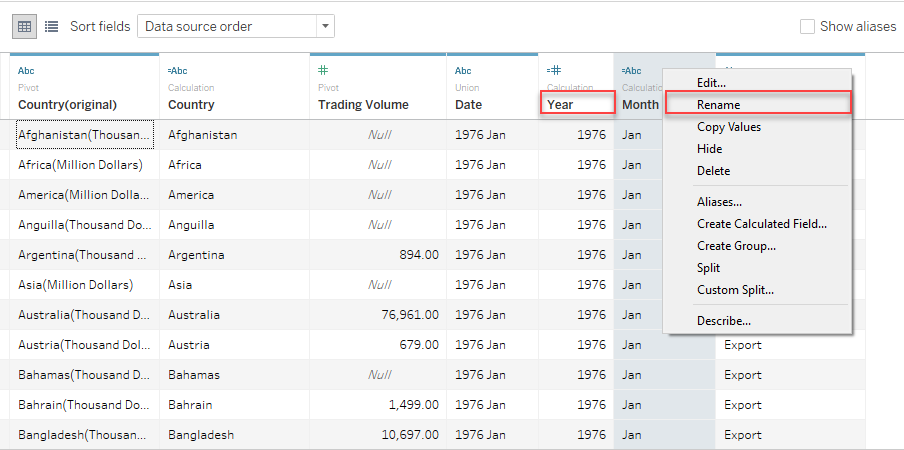 Sort fields Data source order Show aliases
Abc =Abc # Abc =# =Abc
Pivot Calculation Pivot Union Calculation Calculatio
Country(original) Country Trading Volume Date Year Month
Afghanistan(Thousan... Afghanistan Null 1976 Jan 1976 Jan
Africa(Million Dollars) Africa Null 1976 Jan 1976 Jan
America(Million Dolla... America Null 1976 Jan 1976 Jan
Anguilla(Thousand Do... Anguilla Null 1976 Jan 1976 Jan
Argentina(Thousand ... Argentina 894.00 1976 Jan 1976 Jan
Asia(Million Dollars) Asia Null 1976 Jan 1976 Jan
Australia(Thousand D... Australia 76,961.00 1976 Jan 1976 Jan
Austria(Thousand Dol... Austria 679.00 1976 Jan 1976 Jan Export
Bahamas(Thousand D... Bahamas Null 1976 Jan 1976 Jan Export
Bahrain(Thousand Do... Bahrain 1,499.00 1976 Jan 1976 Jan Export
Bangladesh(Thousan... Bangladesh 10,697.00 1976 Jan 1976 Jan Export
Edit...
Rename
Copy Values
Hide
Delete
Aliases...
Create Calculated Field...
Create Group...
Split
Custom Split...
Describe...